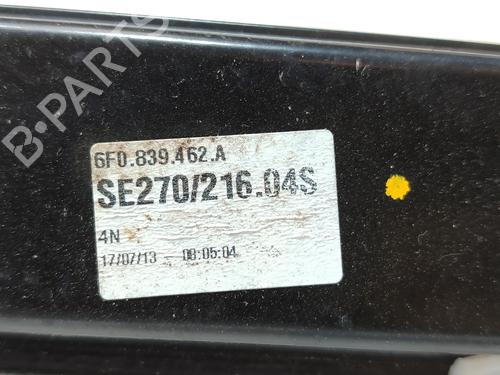 B-PARTS
6F0.839.462.A
SE270/216.04S
4N
17/07/13 - 08:05:04